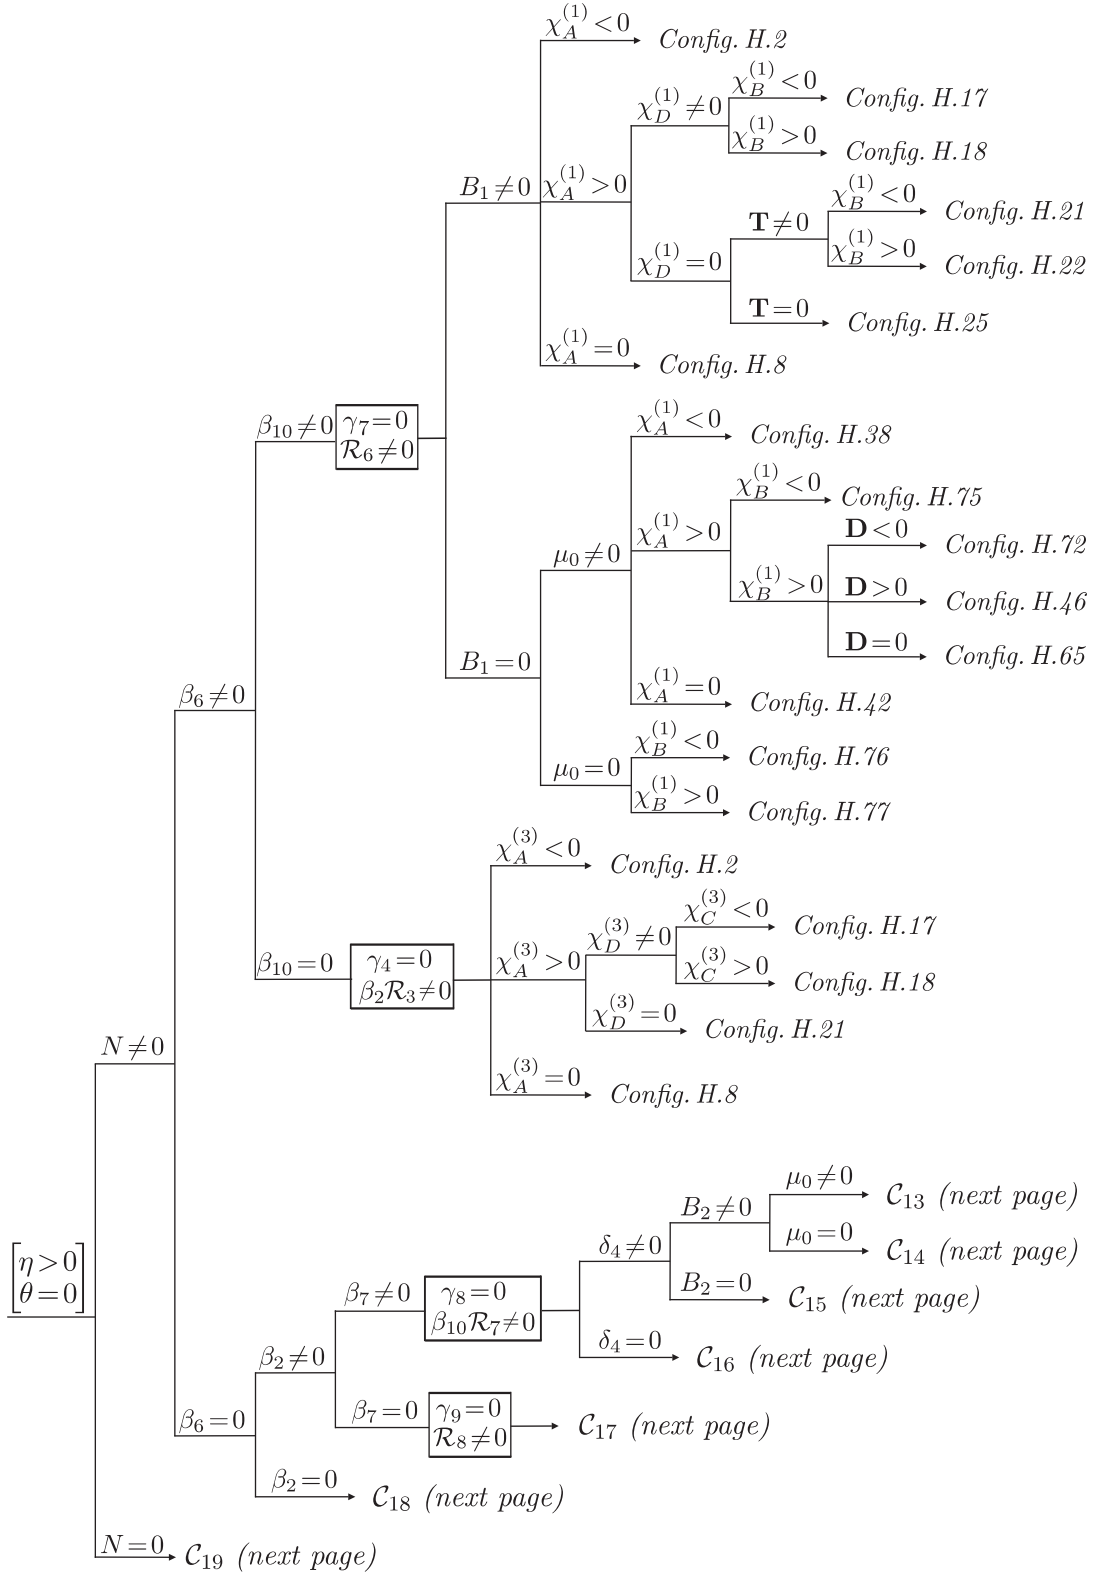 χ_A^(1) < 0 Config. H.2
χ_B^(1) < 0 Config. H.17
χ_D^(1) ≠ 0
χ_B^(1) > 0 Config. H.18
B_1 ≠ 0 χ_A^(1) > 0
χ_B^(1) < 0 Config. H.21
T ≠ 0
χ_B^(1) > 0 Config. H.22
χ_D^(1) = 0
T = 0 Config. H.25
χ_A^(1) = 0 Config. H.8
β_10 ≠ 0 γ_7 = 0
R_6 ≠ 0
χ_A^(1) < 0 Config. H.38
χ_B^(1) < 0 Config. H.75
χ_A^(1) > 0
D < 0 Config. H.72
μ_0 ≠ 0
χ_B^(1) > 0 D > 0 Config. H.46
D = 0 Config. H.65
B_1 = 0
χ_A^(1) = 0 Config. H.42
β_6 ≠ 0
χ_B^(1) < 0 Config. H.76
μ_0 = 0
χ_B^(1) > 0 Config. H.77
χ_A^(3) < 0 Config. H.2
χ_C^(3) < 0 Config. H.17
χ_D^(3) ≠ 0
β_10 = 0 γ_4 = 0 χ_A^(3) > 0
β_2 R_3 ≠ 0
χ_C^(3) > 0 Config. H.18
χ_D^(3) = 0 Config. H.21
N ≠ 0
χ_A^(3) = 0 Config. H.8
μ_0 ≠ 0 C_13 (next page)
B_2 ≠ 0
μ_0 = 0 C_14 (next page)
δ_4 ≠ 0
η > 0
θ = 0
B_2 = 0 C_15 (next page)
β_7 ≠ 0 γ_8 = 0
β_10 R_7 ≠ 0
δ_4 = 0 C_16 (next page)
β_2 ≠ 0
β_7 = 0 γ_9 = 0
R_8 ≠ 0 C_17 (next page)
β_6 = 0
β_2 = 0 C_18 (next page)
N = 0 C_19 (next page)